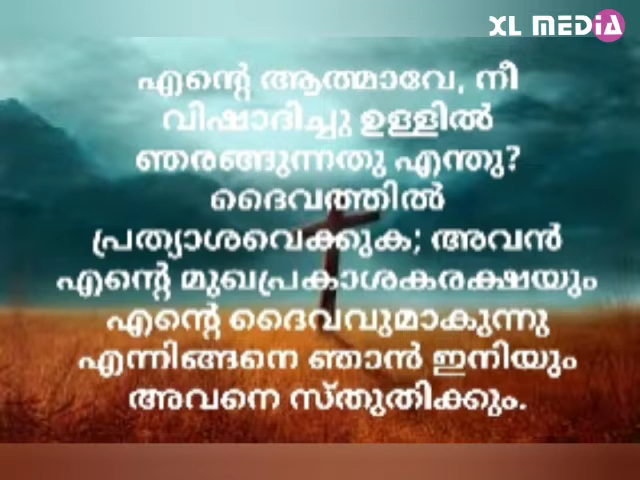 XL MEDiA
എന്റെ ആത്മാവേ, നീ
വിഷാദിച്ചു ഉള്ളിൽ
ഞരങ്ങുന്നതു എന്തു?
ദൈവത്തിൽ
പ്രത്യാശവെക്കുക; അവൻ
എന്റെ മുഖപ്രകാശകരക്ഷയും
എന്റെ ദൈവവുമാകുന്നു
എന്നിങ്ങനെ ഞാൻ ഇനിയും
അവനെ സ്തുതിക്കും.